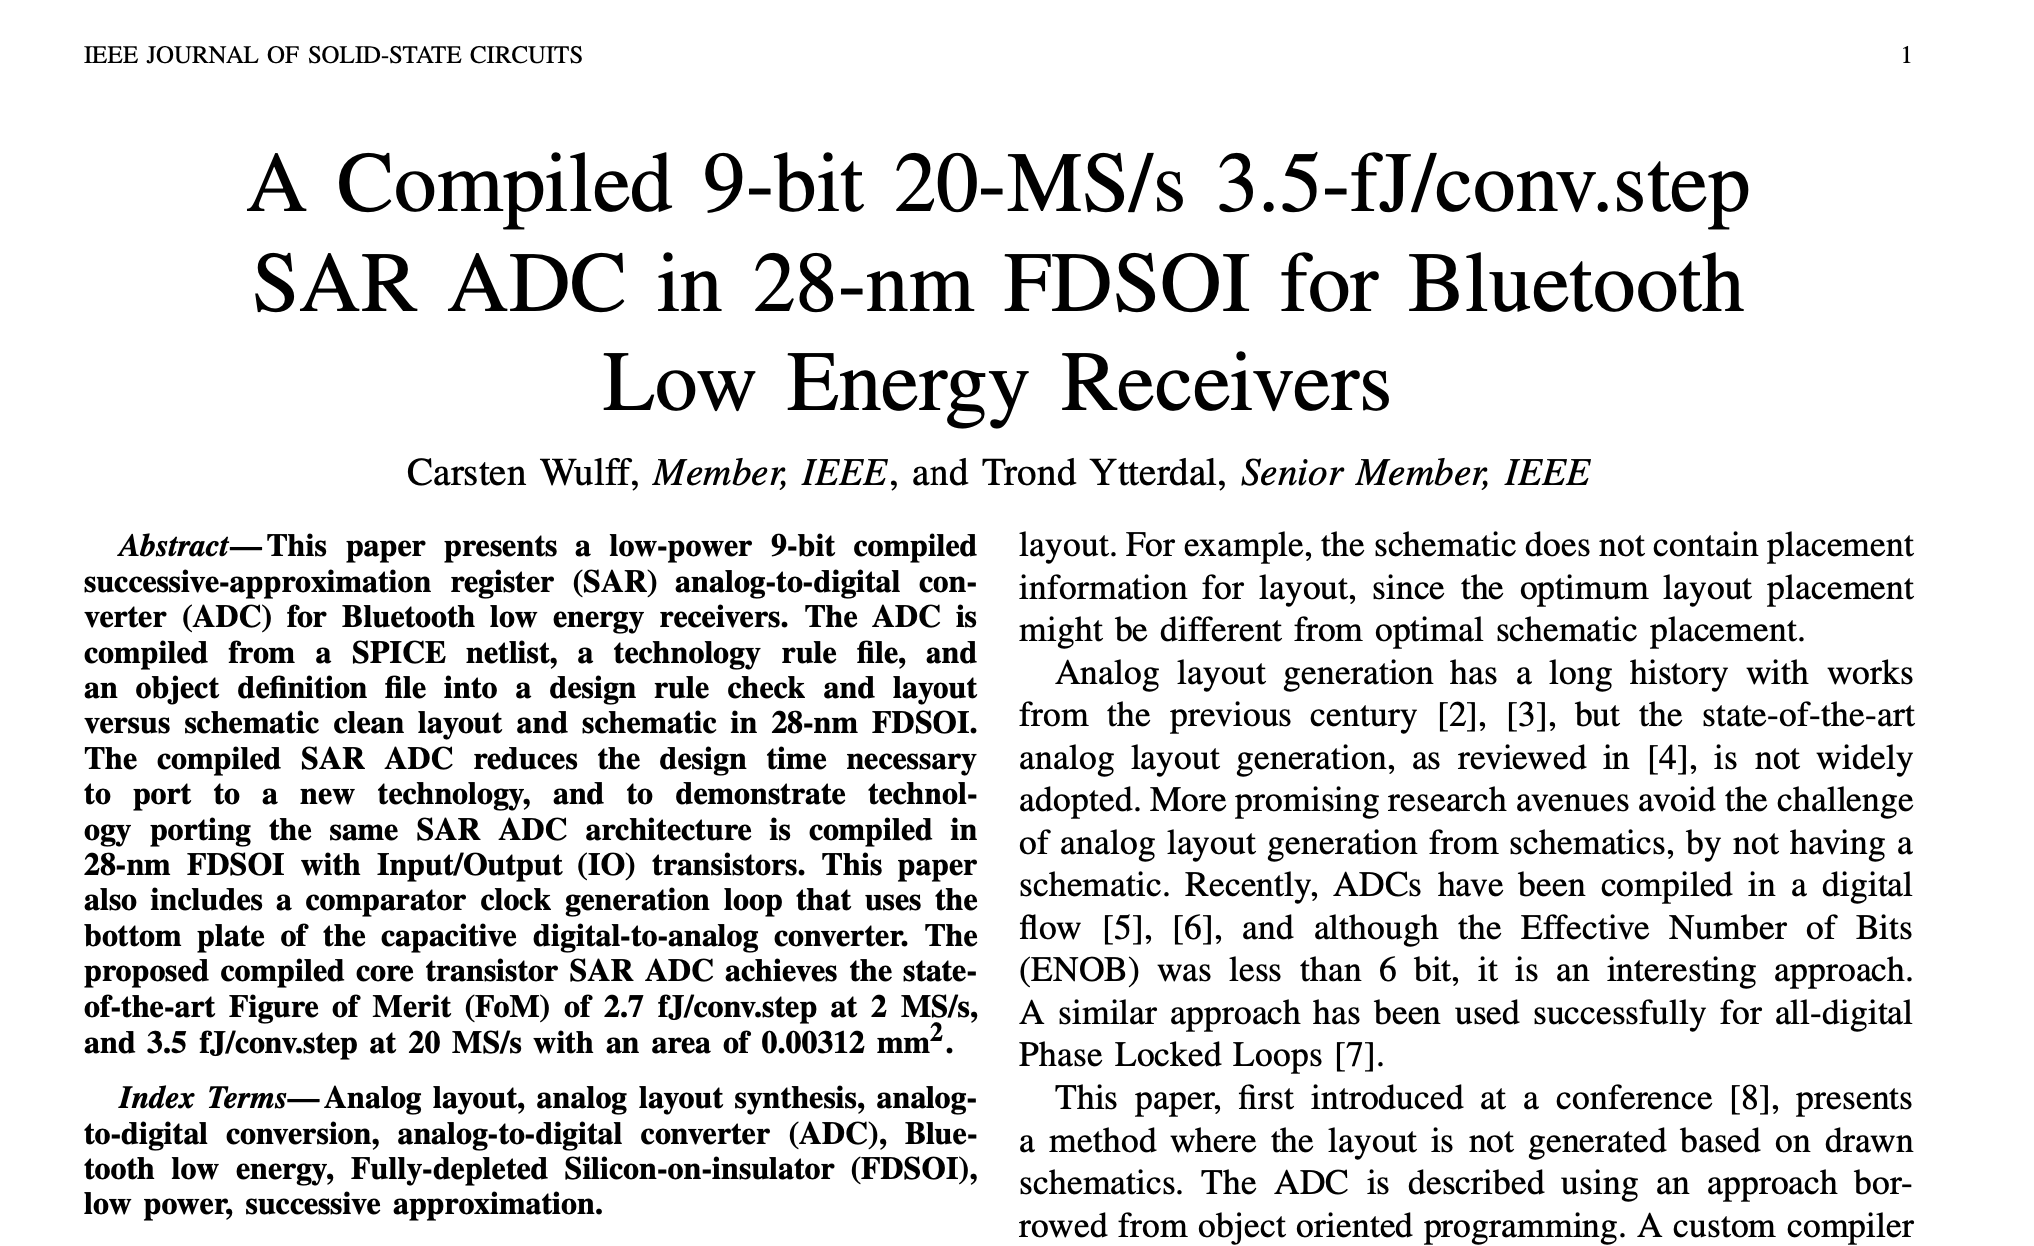 IEEE JOURNAL OF SOLID-STATE CIRCUITS
1
A Compiled 9-bit 20-MS/s 3.5-fJ/conv.step
SAR ADC in 28-nm FDSOI for Bluetooth
Low Energy Receivers
Carsten Wulff, Member, IEEE, and Trond Ytterdal, Senior Member, IEEE
Abstract—This paper presents a low-power 9-bit compiled
successive-approximation register (SAR) analog-to-digital con-
verter (ADC) for Bluetooth low energy receivers. The ADC is
compiled from a SPICE netlist, a technology rule file, and
an object definition file into a design rule check and layout
versus schematic clean layout and schematic in 28-nm FDSOI.
The compiled SAR ADC reduces the design time necessary
to port to a new technology, and to demonstrate technol-
ogy porting the same SAR ADC architecture is compiled in
28-nm FDSOI with Input/Output (IO) transistors. This paper
also includes a comparator clock generation loop that uses the
bottom plate of the capacitive digital-to-analog converter. The
proposed compiled core transistor SAR ADC achieves the state-
of-the-art Figure of Merit (FoM) of 2.7 fJ/conv.step at 2 MS/s,
and 3.5 fJ/conv.step at 20 MS/s with an area of 0.00312 mm².
Index Terms—Analog layout, analog layout synthesis, analog-
to-digital conversion, analog-to-digital converter (ADC), Blue-
tooth low energy, Fully-depleted Silicon-on-insulator (FDSOI),
low power, successive approximation.
layout. For example, the schematic does not contain placement
information for layout, since the optimum layout placement
might be different from optimal schematic placement.
Analog layout generation has a long history with works
from the previous century [2], [3], but the state-of-the-art
analog layout generation, as reviewed in [4], is not widely
adopted. More promising research avenues avoid the challenge
of analog layout generation from schematics, by not having a
schematic. Recently, ADCs have been compiled in a digital
flow [5], [6], and although the Effective Number of Bits
(ENOB) was less than 6 bit, it is an interesting approach.
A similar approach has been used successfully for all-digital
Phase Locked Loops [7].
This paper, first introduced at a conference [8], presents
a method where the layout is not generated based on drawn
schematics. The ADC is described using an approach bor-
rowed from object oriented programming. A custom compiler